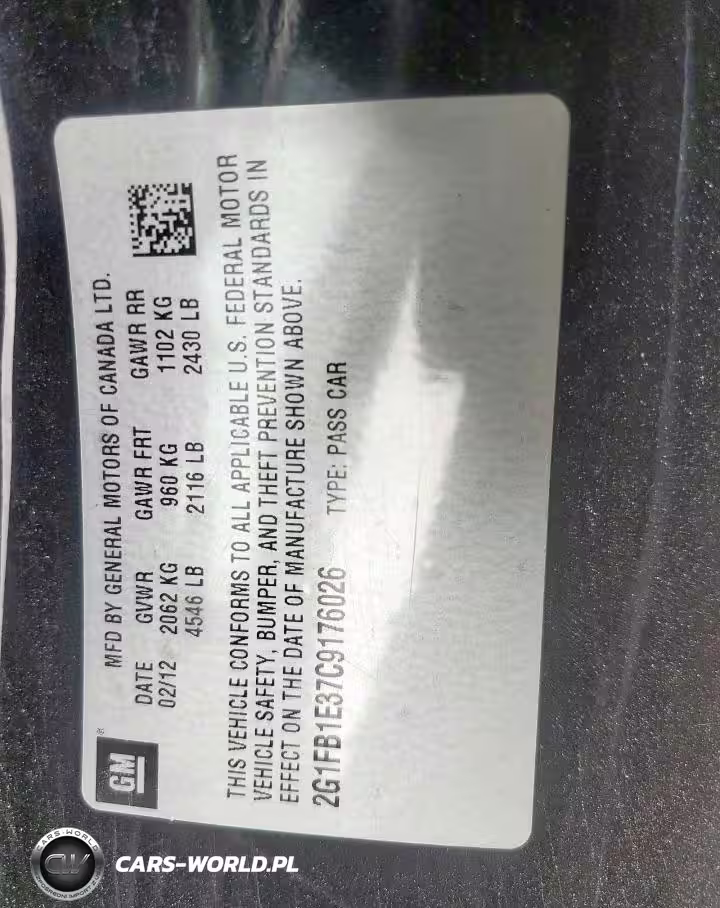 GM®
MFD BY GENERAL MOTORS OF CANADA LTD.
DATE GVWR GAWR FRT GAWR RR
02/12 2062 KG 960 KG 1102 KG
4546 LB 2116 LB 2430 LB
THIS VEHICLE CONFORMS TO ALL APPLICABLE U.S. FEDERAL MOTOR
VEHICLE SAFETY, BUMPER, AND THEFT PREVENTION STANDARDS IN
EFFECT ON THE DATE OF MANUFACTURE SHOWN ABOVE.
2G1FB1E37C9176026 TYPE: PASS CAR
CARS-WORLD
CW
CARS-WORLD.PL